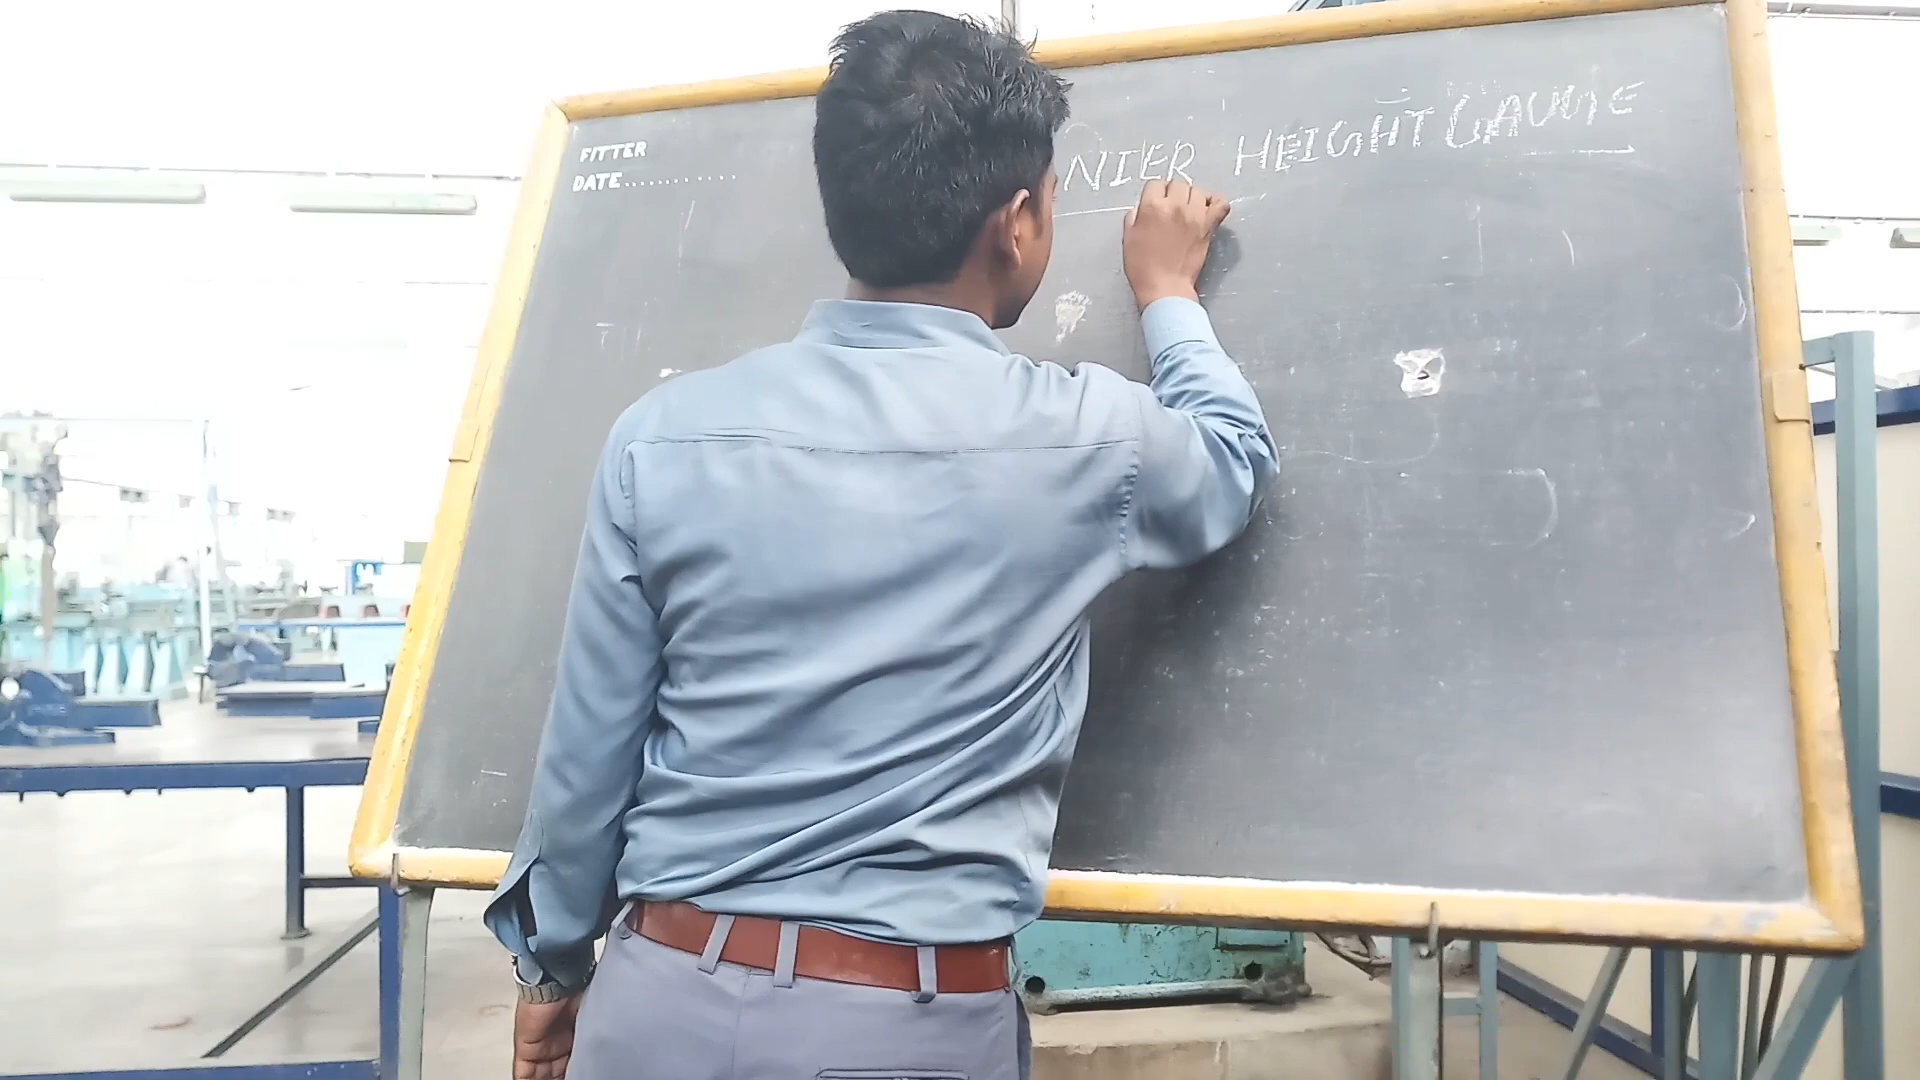 FITTER
DATE............
NIER HEIGHT GAUGE